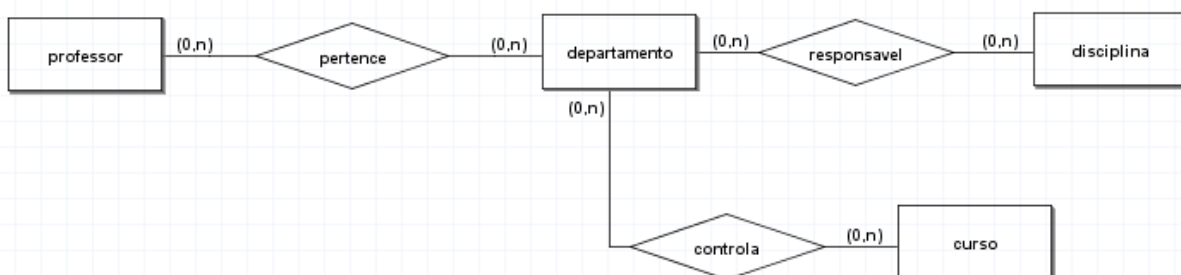 professor
(0,n)
pertence
(0,n)
departamento
(0,n)
responsavel
(0,n)
disciplina
(0,n)
controla
(0,n)
curso